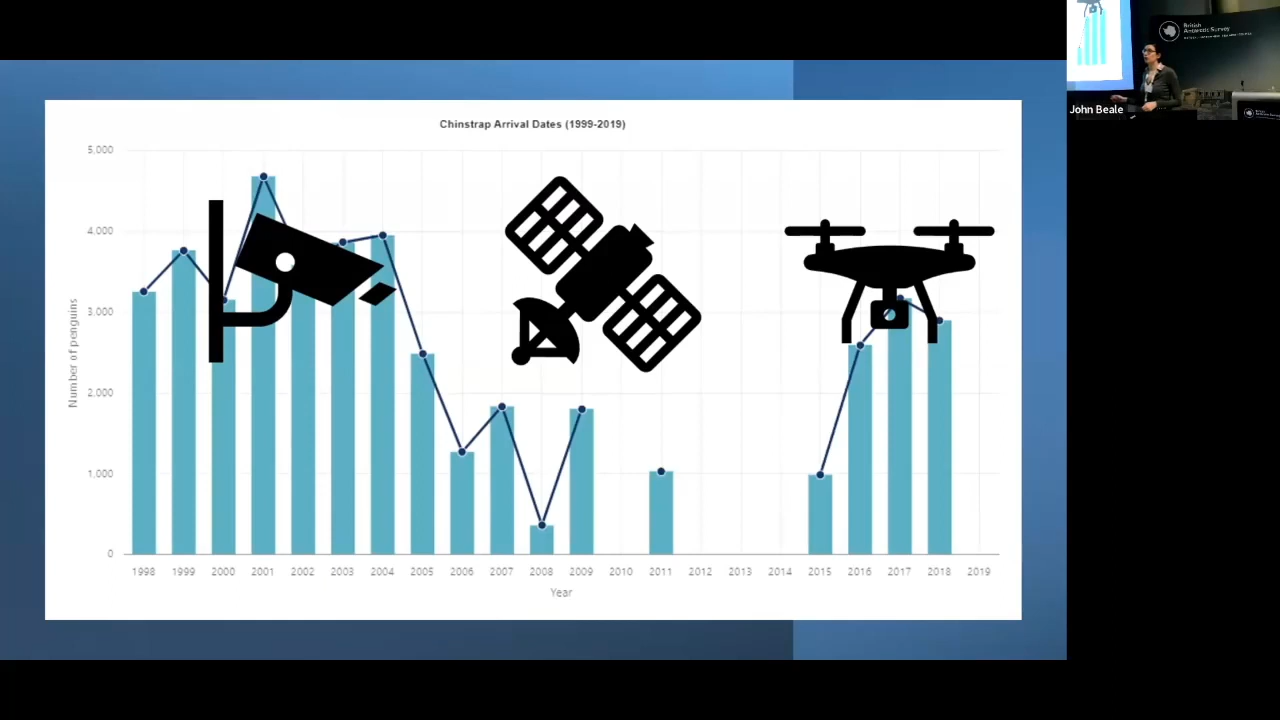 Chinstrap Arrival Dates (1999-2019)
5,000
4,000
3,000
2,000
1,000
0
Number of penguins
1998 1999 2000 2001 2002 2003 2004 2005 2006 2007 2008 2009 2010 2011 2012 2013 2014 2015 2016 2017 2018 2019
Year
British
Antarctic Survey
John Beale